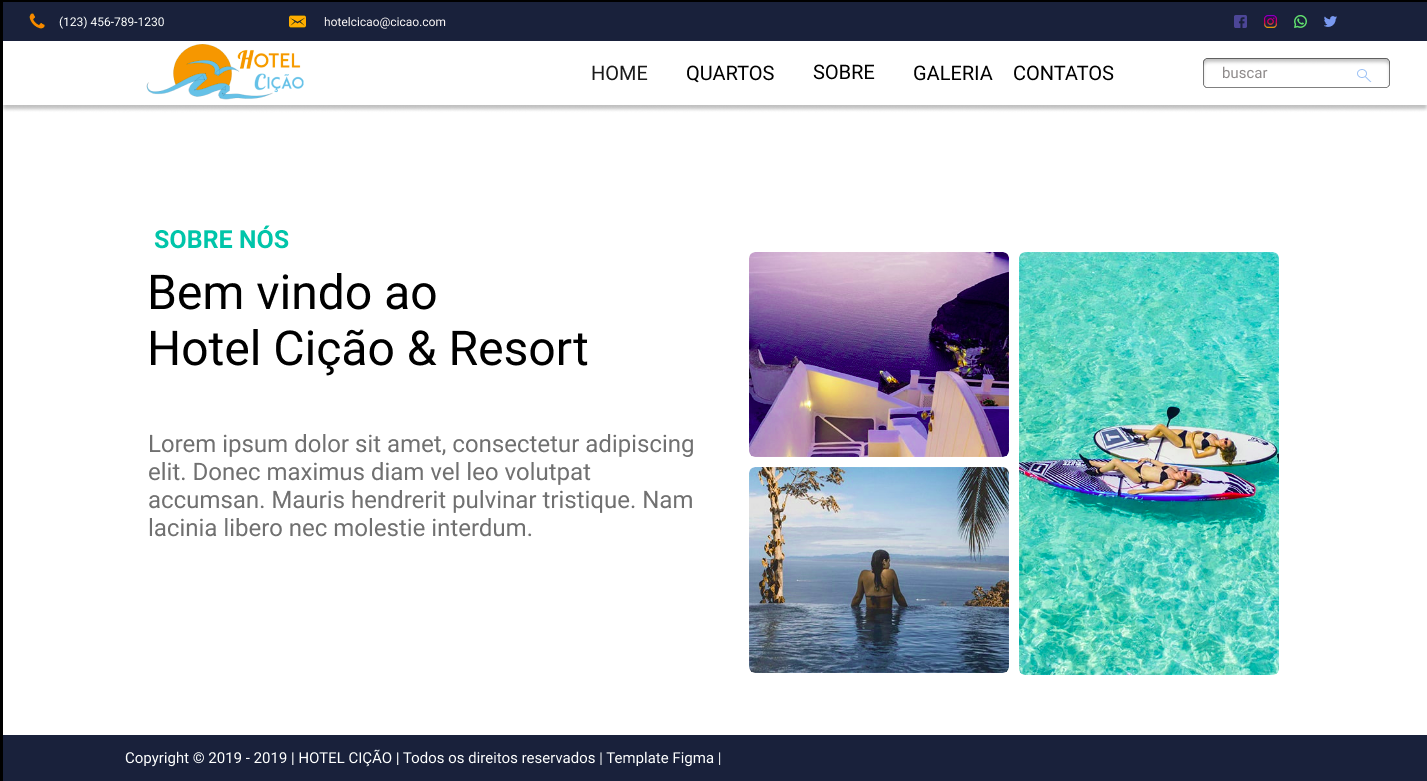 (123) 456-789-1230
hotelcicao@cicao.com
HOTEL
CIÇÃO
HOME QUARTOS SOBRE GALERIA CONTATOS
buscar
SOBRE NÓS
Bem vindo ao
Hotel Cição & Resort
Lorem ipsum dolor sit amet, consectetur adipiscing
elit. Donec maximus diam vel leo volutpat
accumsan. Mauris hendrerit pulvinar tristique. Nam
lacinia libero nec molestie interdum.
Copyright © 2019 - 2019 | HOTEL CIÇÃO | Todos os direitos reservados | Template Figma |